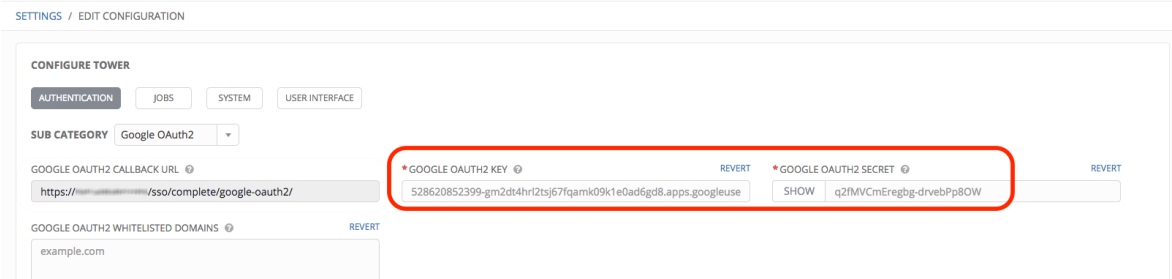 SETTINGS / EDIT CONFIGURATION
CONFIGURE TOWER
AUTHENTICATION JOBS SYSTEM USER INTERFACE
SUB CATEGORY Google OAuth2
GOOGLE OAUTH2 CALLBACK URL ? * GOOGLE OAUTH2 KEY ? REVERT * GOOGLE OAUTH2 SECRET ? REVERT
https:// /sso/complete/google-oauth2/ 528620852399-gm2dt4hrl2tsj67fqamk09k1e0ad6gd8.apps.googleuse SHOW q2fMVCmEregbg-drvebPp8OW
GOOGLE OAUTH2 WHITELISTED DOMAINS ? REVERT
example.com